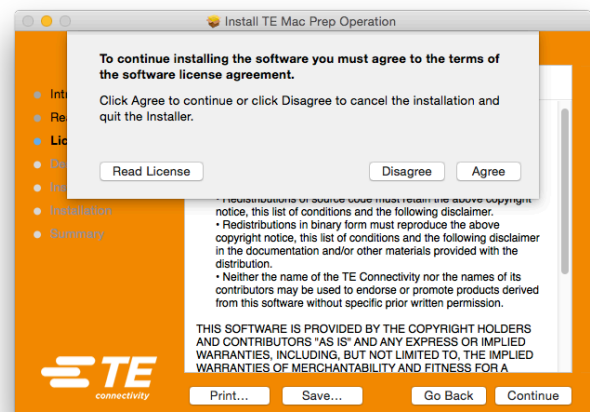 Install TE Mac Prep Operation
To continue installing the software you must agree to the terms of
the software license agreement.
Click Agree to continue or click Disagree to cancel the installation and
quit the Installer.
Read License
Disagree
Agree
Int
Re
Lic
Installation
Summary
• Redistributions of source code must retain the above copyright
notice, this list of conditions and the following disclaimer.
• Redistributions in binary form must reproduce the above
copyright notice, this list of conditions and the following disclaimer
in the documentation and/or other materials provided with the
distribution.
• Neither the name of the TE Connectivity nor the names of its
contributors may be used to endorse or promote products derived
from this software without specific prior written permission.
THIS SOFTWARE IS PROVIDED BY THE COPYRIGHT HOLDERS
AND CONTRIBUTORS "AS IS" AND ANY EXPRESS OR IMPLIED
WARRANTIES, INCLUDING, BUT NOT LIMITED TO, THE IMPLIED
WARRANTIES OF MERCHANTABILITY AND FITNESS FOR A
TE
connectivity
Print...
Save...
Go Back
Continue